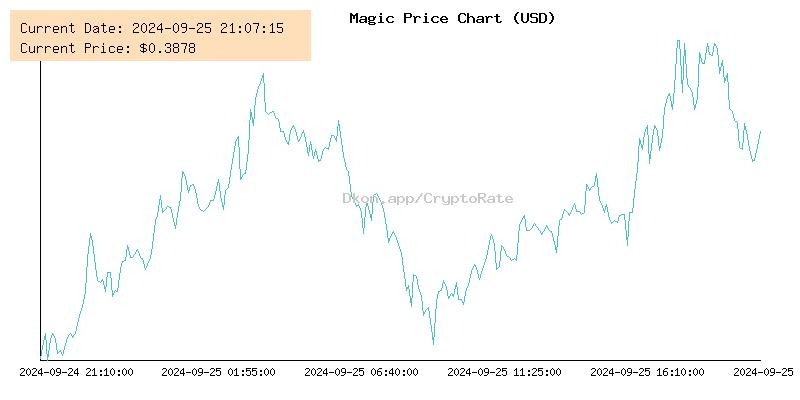 Magic Price Chart (USD)
Current Date: 2024-09-25 21:07:15
Current Price: $0.3878
Dkon.app/CryptoRate
2024-09-24 21:10:00 2024-09-25 01:55:00 2024-09-25 06:40:00 2024-09-25 11:25:00 2024-09-25 16:10:00 2024-09-25